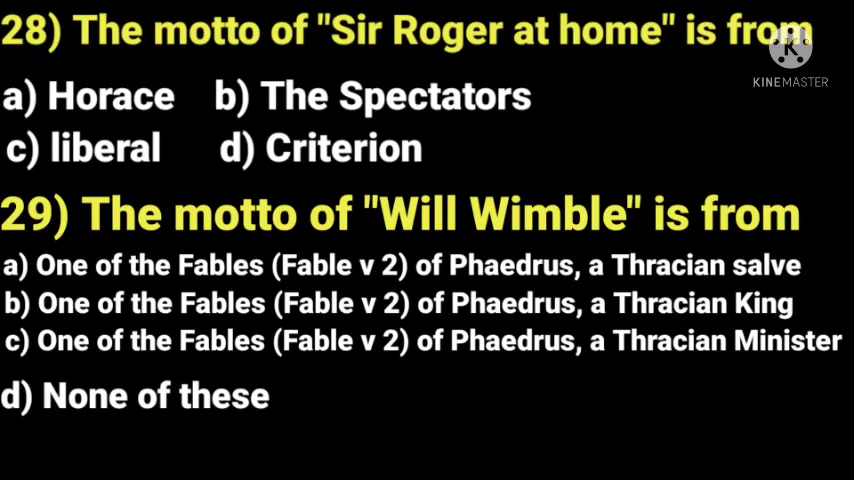 28) The motto of "Sir Roger at home" is from
K
KINEMASTER
a) Horace b) The Spectators
c) liberal d) Criterion
29) The motto of "Will Wimble" is from
a) One of the Fables (Fable v 2) of Phaedrus, a Thracian salve
b) One of the Fables (Fable v 2) of Phaedrus, a Thracian King
c) One of the Fables (Fable v 2) of Phaedrus, a Thracian Minister
d) None of these